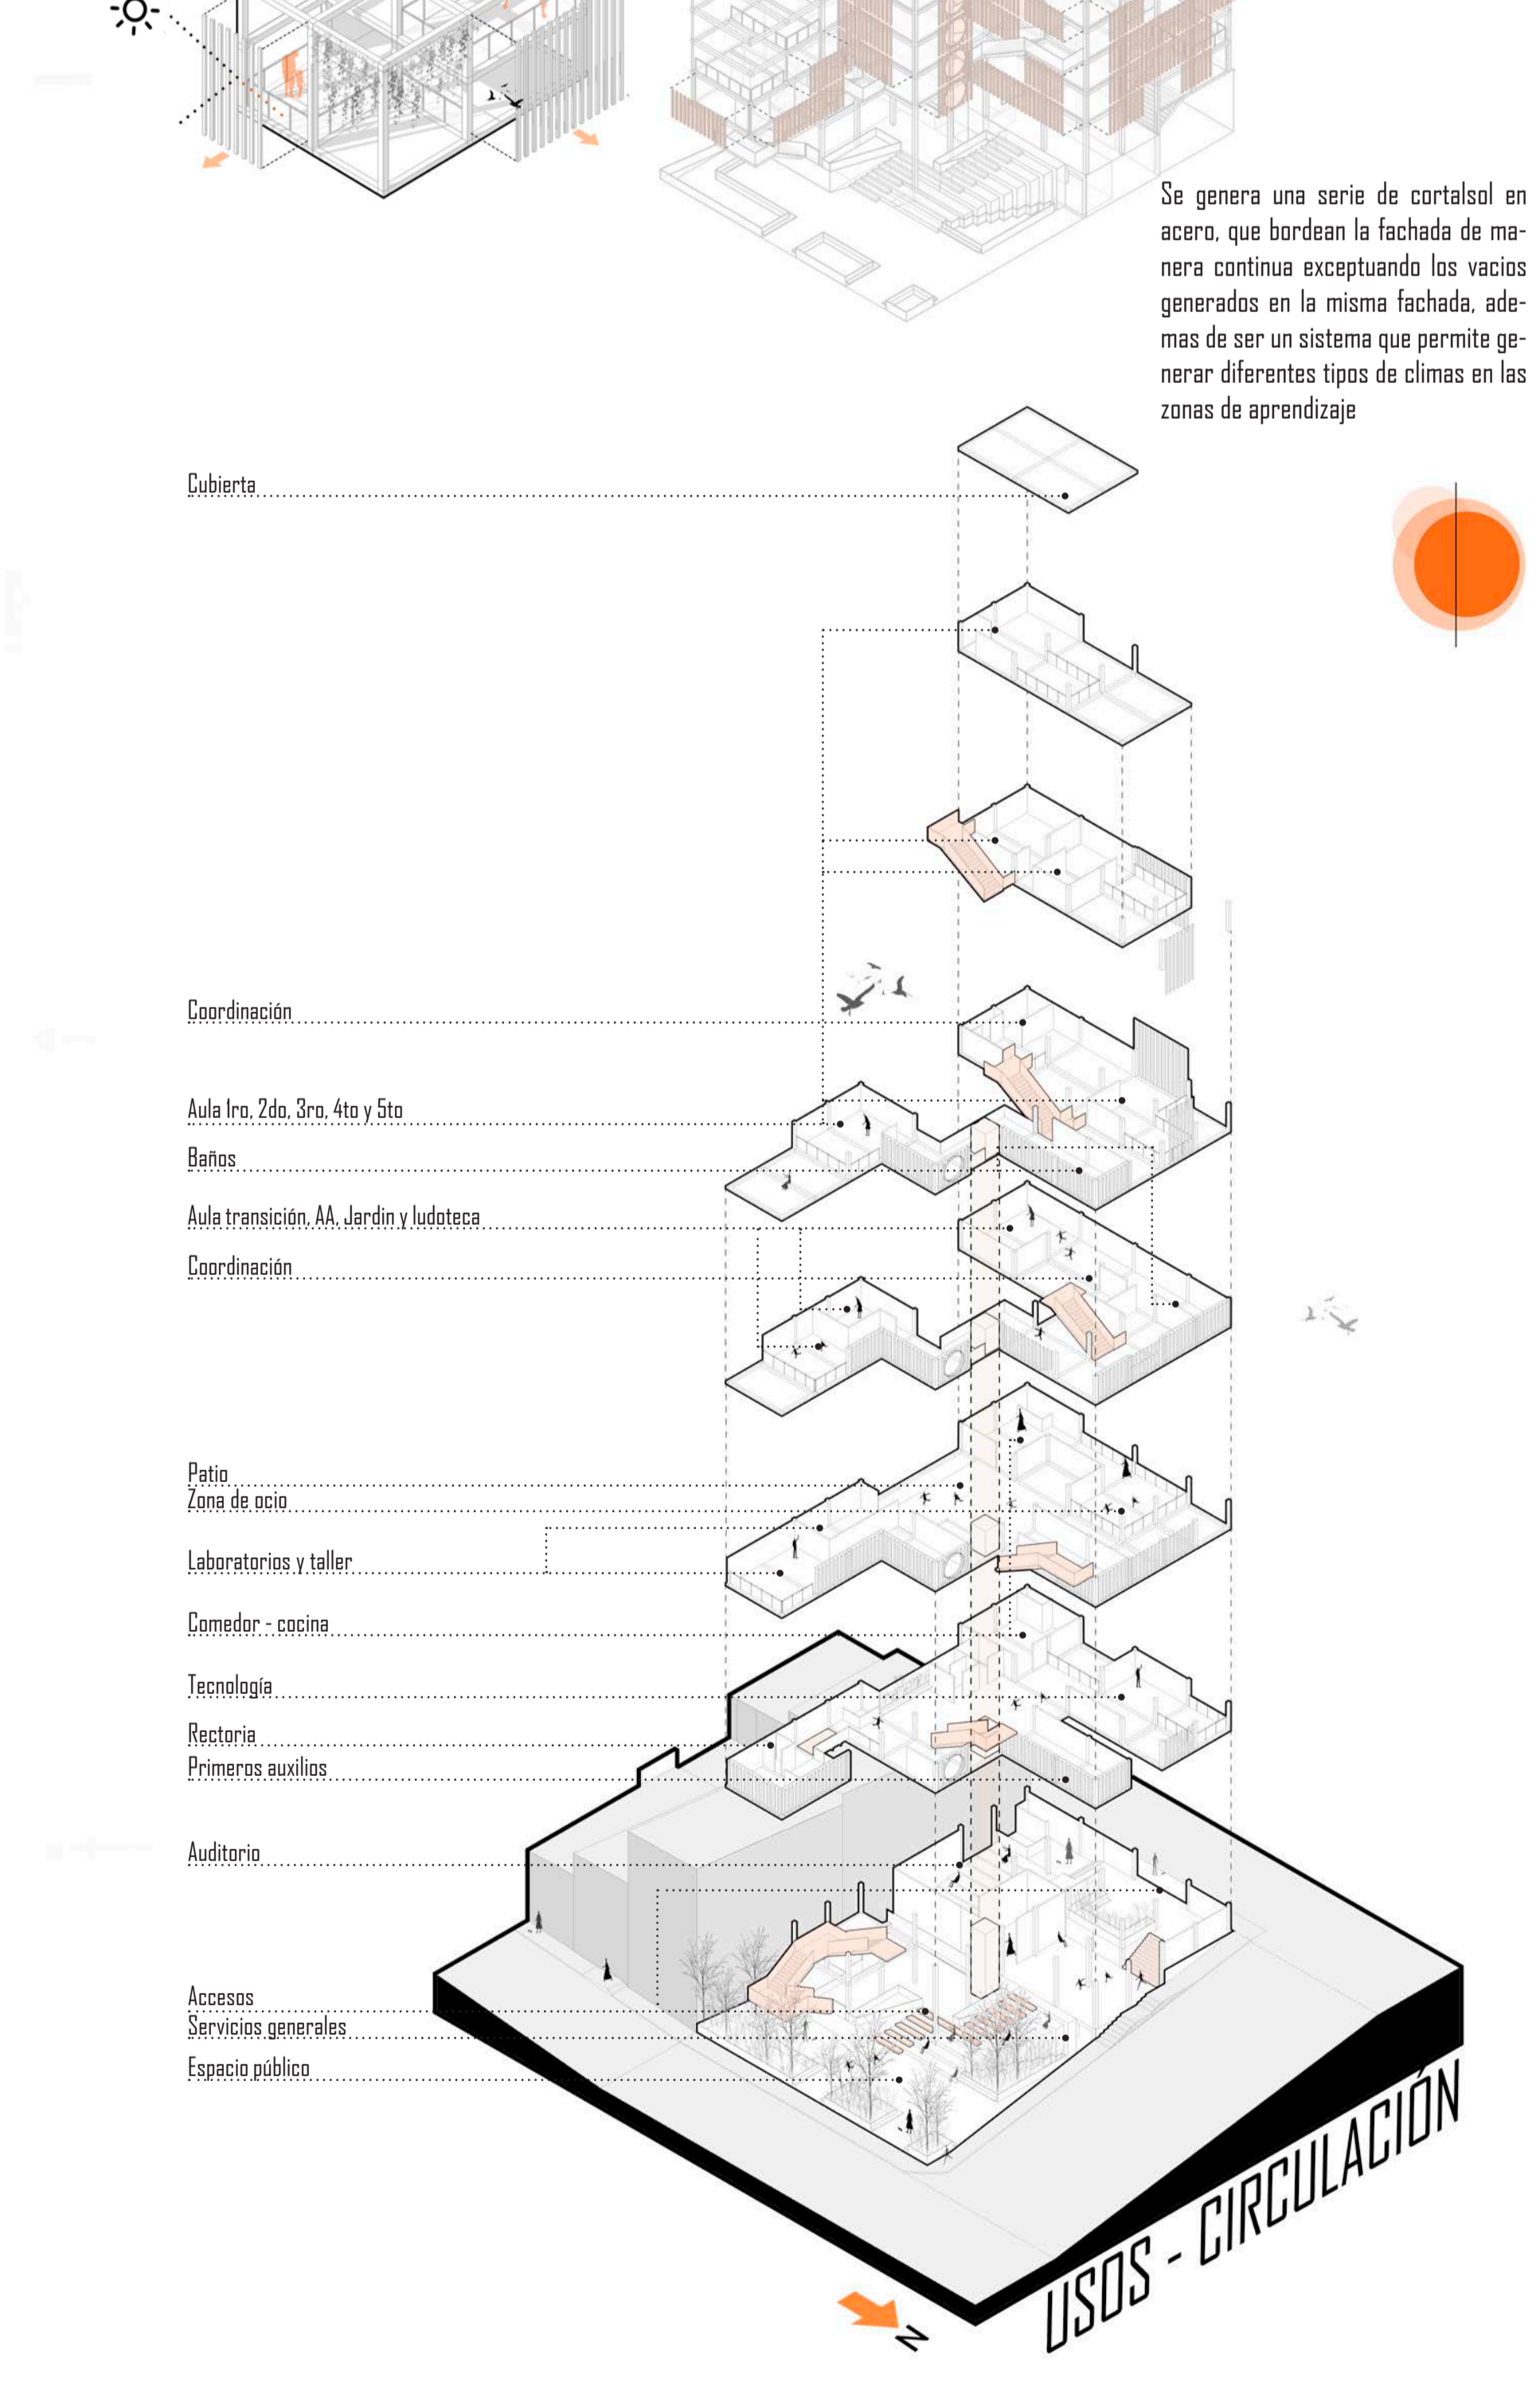 Se genera una serie de cortalsol en
acero, que bordean la fachada de ma-
nera continua exceptuando los vacios
generados en la misma fachada, ade-
mas de ser un sistema que permite ge-
nerar diferentes tipos de climas en las
zonas de aprendizaje
Cubierta
Coordinación
Aula 1ro, 2do, 3ro, 4to y 5to
Baños
Aula transición, AA, Jardin y ludoteca
Coordinación
Patio
Zona de ocio
Laboratorios y taller
Comedor - cocina
Tecnología
Rectoria
Primeros auxilios
Auditorio
Accesos
Servicios generales
Espacio público
USOS - CIRCULACIÓN
N